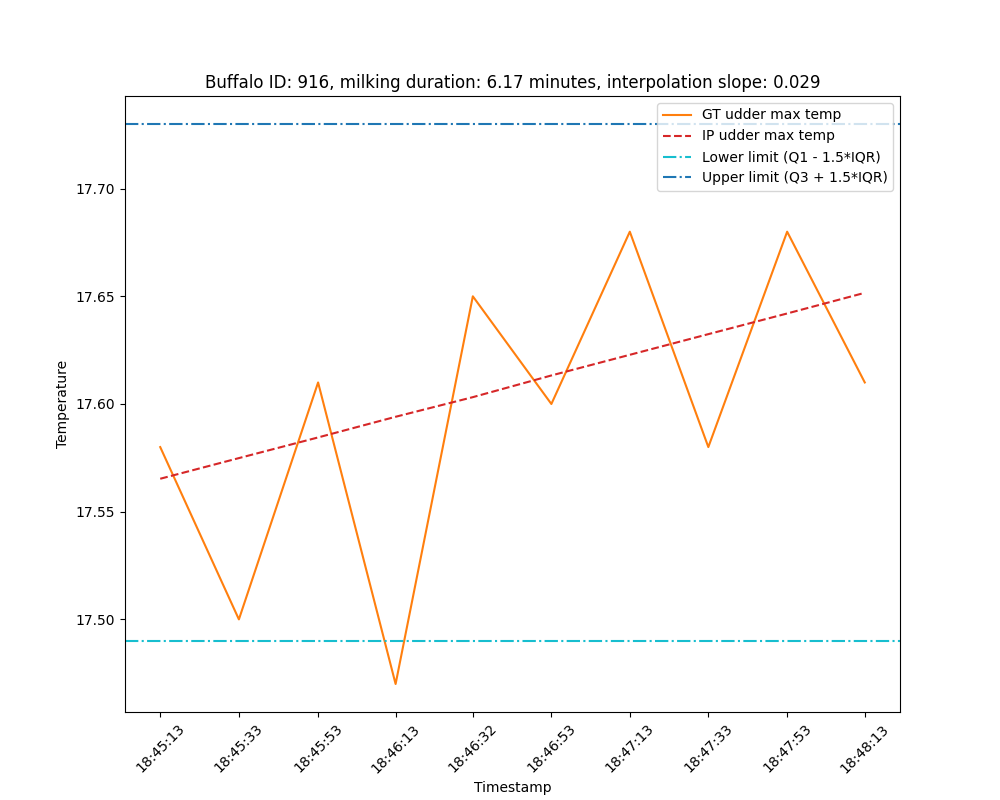 Buffalo ID: 916, milking duration: 6.17 minutes, interpolation slope: 0.029
GT udder max temp
IP udder max temp
Lower limit (Q1 - 1.5*IQR)
Upper limit (Q3 + 1.5*IQR)
Temperature
17.70
17.65
17.60
17.55
17.50
18:45:13
18:45:33
18:45:53
18:46:13
18:46:32
18:46:53
18:47:13
18:47:33
18:47:53
18:48:13
Timestamp